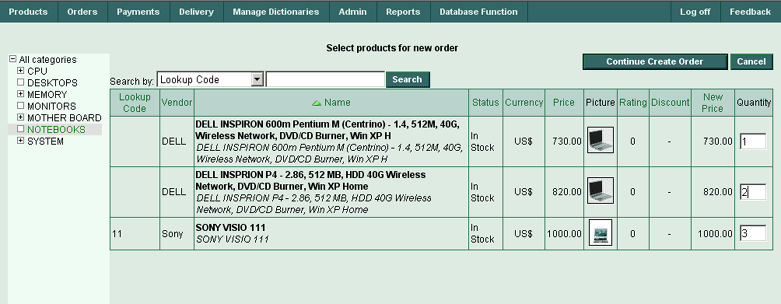 Products Orders Payments Delivery Manage Dictionaries Admin Reports Database Function Log off Feedback
Select products for new order
Continue Create Order Cancel
All categories
CPU
DESKTOPS
MEMORY
MONITORS
MOTHER BOARD
NOTEBOOKS
SYSTEM
Search by: Lookup Code Search
Lookup Code Vendor Name Status Currency Price Picture Rating Discount New Price Quantity
DELL INSPIRON 600m Pentium M (Centrino) - 1.4, 512M, 40G,
Wireless Network, DVD/CD Burner, Win XP H
DELL INSPIRON 600m Pentium M (Centrino) - 1.4, 512M, 40G,
Wireless Network, DVD/CD Burner, Win XP H
DELL In Stock US$ 730.00 0 - 730.00 1
DELL INSPRION P4 - 2.86, 512 MB, HDD 40G Wireless
Network, DVD/CD Burner, Win XP Home
DELL INSPRION P4 - 2.86, 512 MB, HDD 40G Wireless
Network, DVD/CD Burner, Win XP Home
DELL In Stock US$ 820.00 0 - 820.00 2
11 Sony SONY VISIO 111
SONY VISIO 111
In Stock US$ 1000.00 0 - 1000.00 3